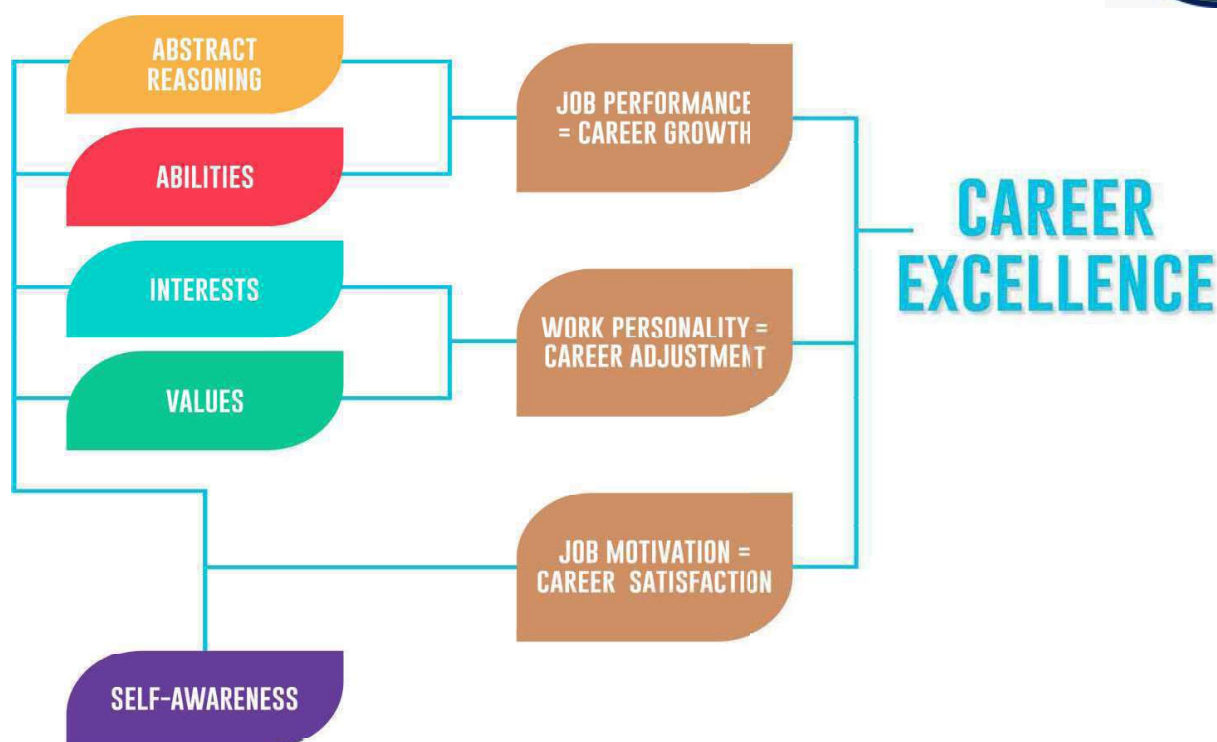 ABSTRACT
REASONING
ABILITIES
INTERESTS
VALUES
SELF-AWARENESS
JOB PERFORMANCE
= CAREER GROWTH
WORK PERSONALITY =
CAREER ADJUSTMENT
JOB MOTIVATION =
CAREER SATISFACTION
CAREER
EXCELLENCE